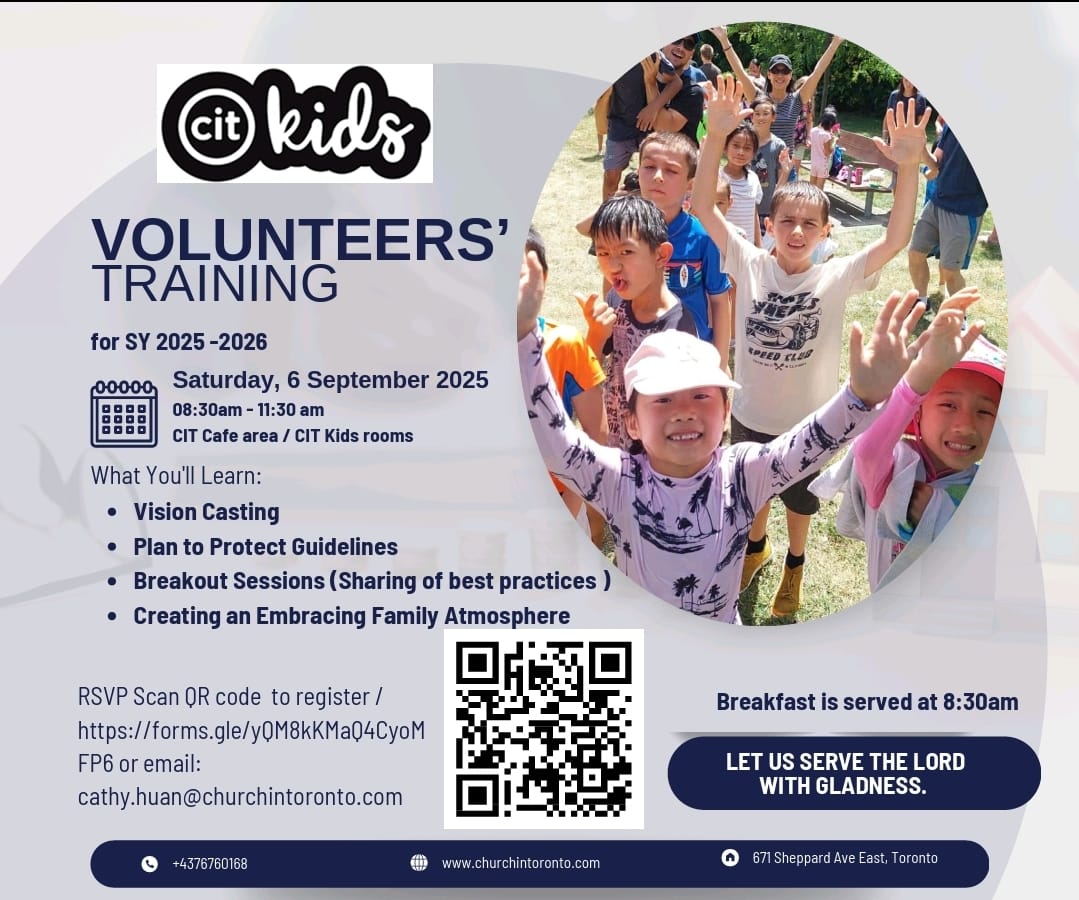 cit kids
VOLUNTEERS’
TRAINING
for SY 2025 -2026
Saturday, 6 September 2025
08:30am - 11:30 am
CIT Cafe area / CIT Kids rooms
What You'll Learn:
• Vision Casting
• Plan to Protect Guidelines
• Breakout Sessions (Sharing of best practices )
• Creating an Embracing Family Atmosphere
RSVP Scan QR code to register /
https://forms.gle/yQM8kKMaQ4CyoM
FP6 or email:
cathy.huan@churchintoronto.com
Breakfast is served at 8:30am
LET US SERVE THE LORD
WITH GLADNESS.
+4376760168
www.churchintoronto.com
671 Sheppard Ave East, Toronto
SPEED CLUB